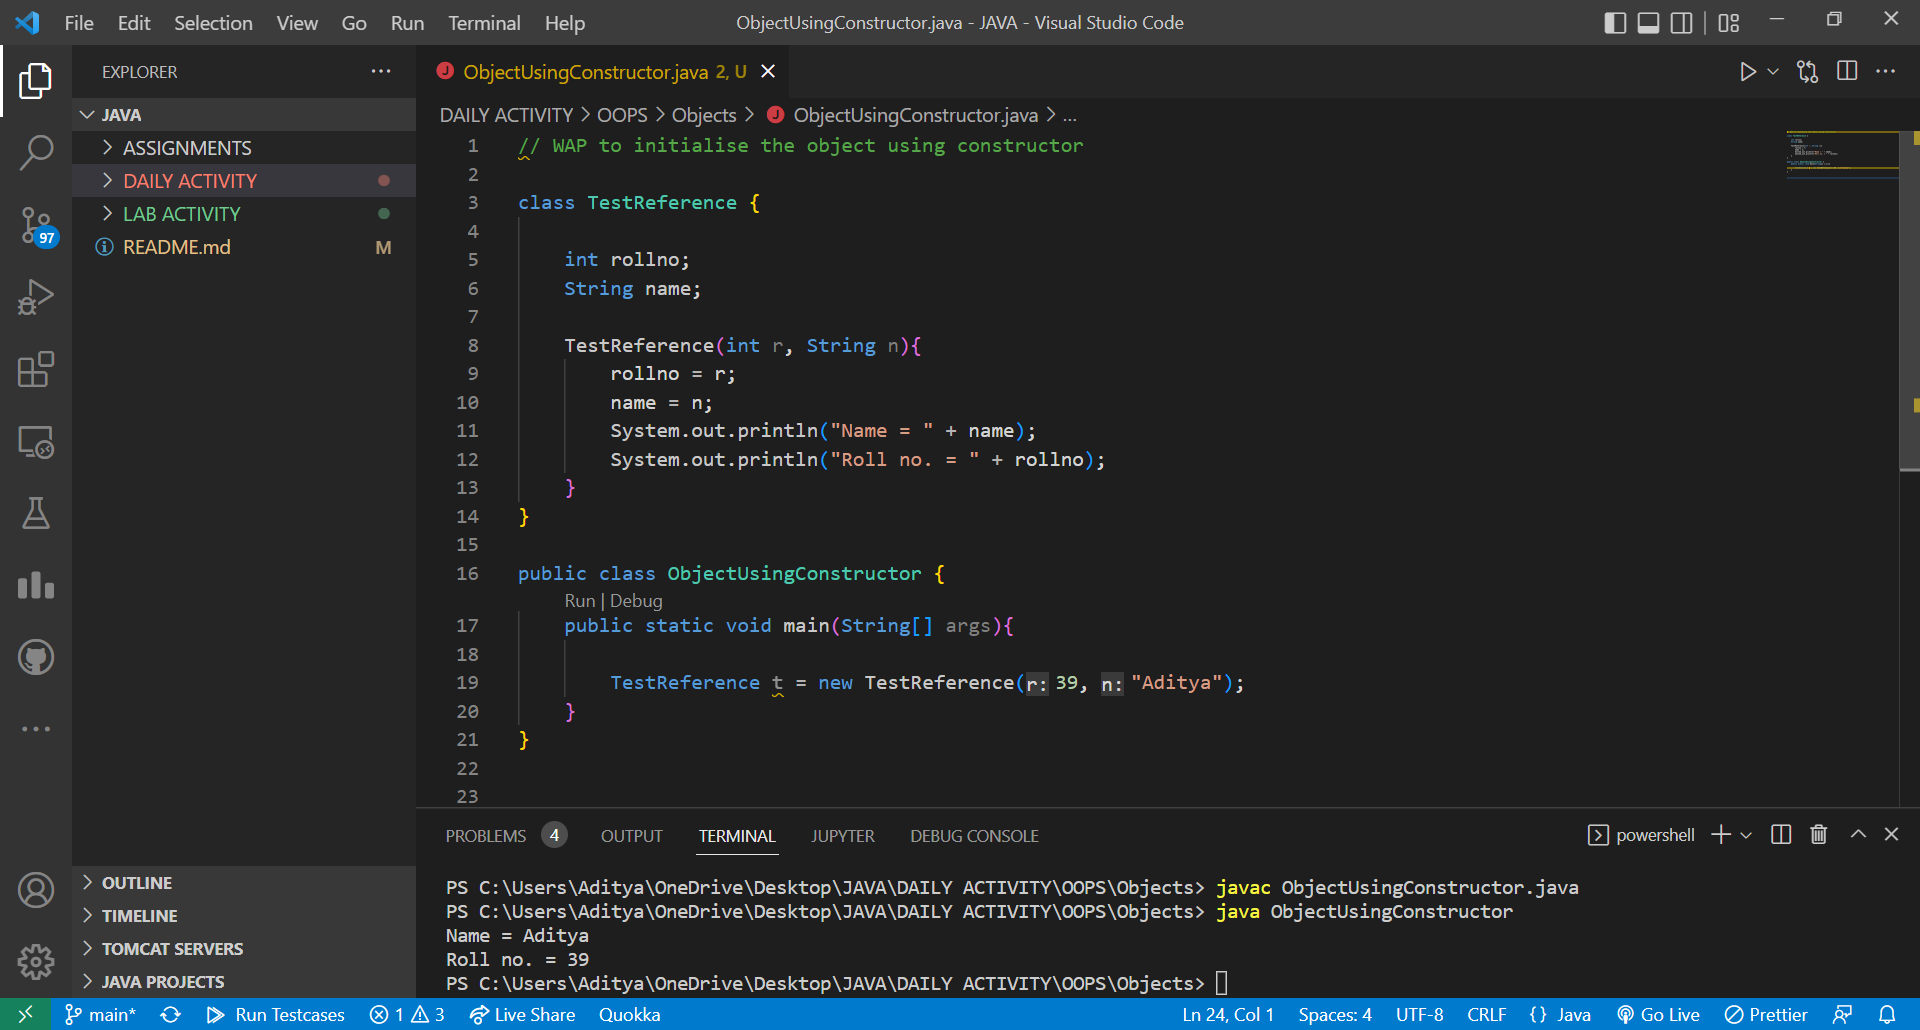 File Edit Selection View Go Run Terminal Help
ObjectUsingConstructor.java - JAVA - Visual Studio Code
EXPLORER
JAVA
ASSIGNMENTS
DAILY ACTIVITY
LAB ACTIVITY
README.md M
97
OUTLINE
TIMELINE
TOMCAT SERVERS
JAVA PROJECTS
J ObjectUsingConstructor.java 2, U
DAILY ACTIVITY > OOPS > Objects > J ObjectUsingConstructor.java > ...
1 // WAP to initialise the object using constructor
2
3 class TestReference {
4
5 int rollno;
6 String name;
7
8 TestReference(int r, String n){
9 rollno = r;
10 name = n;
11 System.out.println("Name = " + name);
12 System.out.println("Roll no. = " + rollno);
13 }
14 }
15
16 public class ObjectUsingConstructor {
Run | Debug
17 public static void main(String[] args){
18
19 TestReference t = new TestReference(r: 39, n: "Aditya");
20 }
21 }
22
23
PROBLEMS 4 OUTPUT TERMINAL JUPYTER DEBUG CONSOLE
powershell
PS C:\Users\Aditya\OneDrive\Desktop\JAVA\DAILY ACTIVITY\OOPS\Objects> javac ObjectUsingConstructor.java
PS C:\Users\Aditya\OneDrive\Desktop\JAVA\DAILY ACTIVITY\OOPS\Objects> java ObjectUsingConstructor
Name = Aditya
Roll no. = 39
PS C:\Users\Aditya\OneDrive\Desktop\JAVA\DAILY ACTIVITY\OOPS\Objects>
main* Run Testcases 1 3 Live Share Quokka
Ln 24, Col 1 Spaces: 4 UTF-8 CRLF {} Java Go Live Prettier